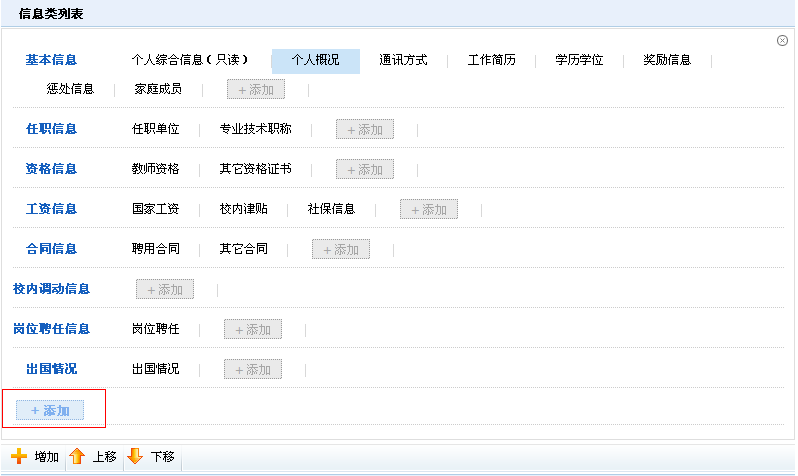 信息类列表
基本信息 个人综合信息（只读） 个人概况 通讯方式 工作简历 学历学位 奖励信息
惩处信息 家庭成员 +添加
任职信息 任职单位 专业技术职称 +添加
资格信息 教师资格 其它资格证书 +添加
工资信息 国家工资 校内津贴 社保信息 +添加
合同信息 聘用合同 其它合同 +添加
校内调动信息 +添加
岗位聘任信息 岗位聘任 +添加
出国情况 出国情况 +添加
+添加
增加 上移 下移